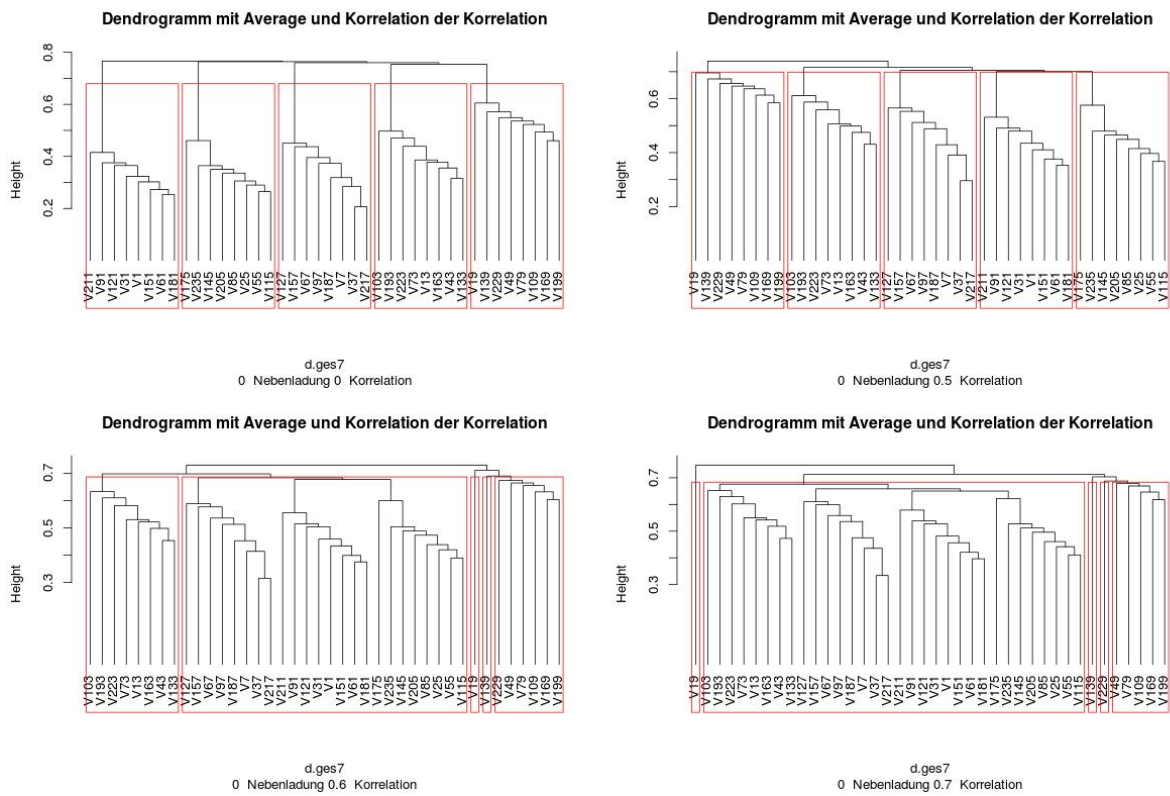 Dendrogramm mit Average und Korrelation der Korrelation
Height
0.8
0.6
0.4
0.2
V211 V91 V121 V31 V1 V151 V61 V181 V175 V235 V145 V205 V85 V25 V55 V115 V127 V157 V67 V97 V187 V7 V37 V217 V103 V193 V223 V73 V13 V163 V43 V133 V19 V139 V229 V49 V79 V109 V169 V199
d.ges7
0 Nebenladung 0 Korrelation
Dendrogramm mit Average und Korrelation der Korrelation
Height
0.6
0.4
0.2
V19 V139 V229 V49 V79 V109 V169 V199 V103 V193 V223 V73 V13 V163 V43 V133 V127 V157 V67 V97 V187 V7 V37 V217 V211 V91 V121 V31 V1 V151 V61 V181 V175 V235 V145 V205 V85 V25 V55 V115
d.ges7
0 Nebenladung 0.5 Korrelation
Dendrogramm mit Average und Korrelation der Korrelation
Height
0.7
0.5
0.3
V103 V193 V223 V73 V13 V163 V43 V133 V127 V157 V67 V97 V187 V7 V37 V217 V211 V91 V121 V31 V1 V151 V61 V181 V175 V235 V145 V205 V85 V25 V55 V115 V19 V139 V229 V49 V79 V109 V169 V199
d.ges7
0 Nebenladung 0.6 Korrelation
Dendrogramm mit Average und Korrelation der Korrelation
Height
0.7
0.5
0.3
V19 V103 V193 V223 V73 V13 V163 V43 V133 V127 V157 V67 V97 V187 V7 V37 V217 V211 V91 V121 V31 V1 V151 V61 V181 V175 V235 V145 V205 V85 V25 V55 V115 V139 V229 V49 V79 V109 V169 V199
d.ges7
0 Nebenladung 0.7 Korrelation